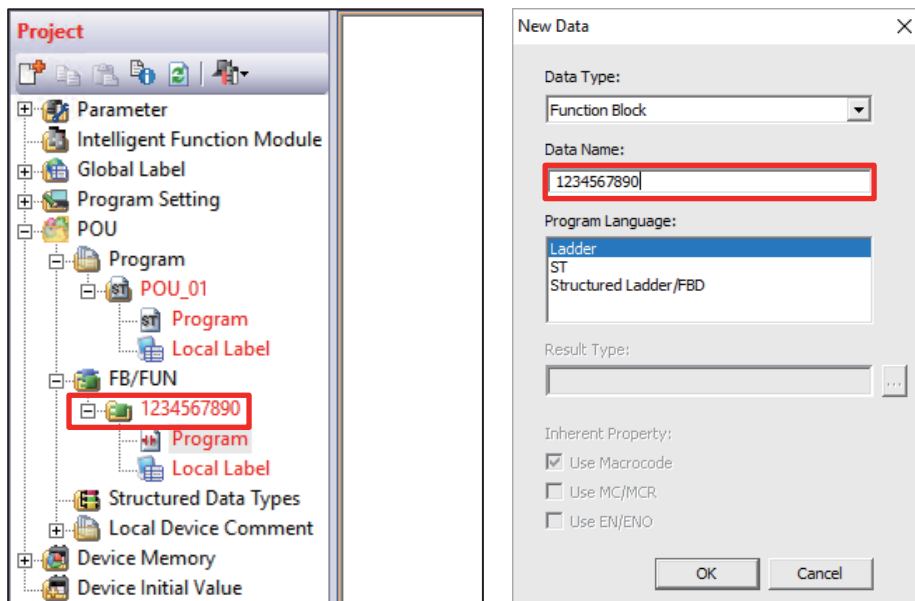 Project
Parameter
Intelligent Function Module
Global Label
Program Setting
POU
Program
ST POU_01
ST Program
Local Label
FB/FUN
1234567890
Program
Local Label
Structured Data Types
Local Device Comment
Device Memory
Device Initial Value
New Data
Data Type:
Function Block
Data Name:
1234567890
Program Language:
Ladder
ST
Structured Ladder/FBD
Result Type:
...
Inherent Property:
Use Macrocode
Use MC/MCR
Use EN/ENO
OK Cancel